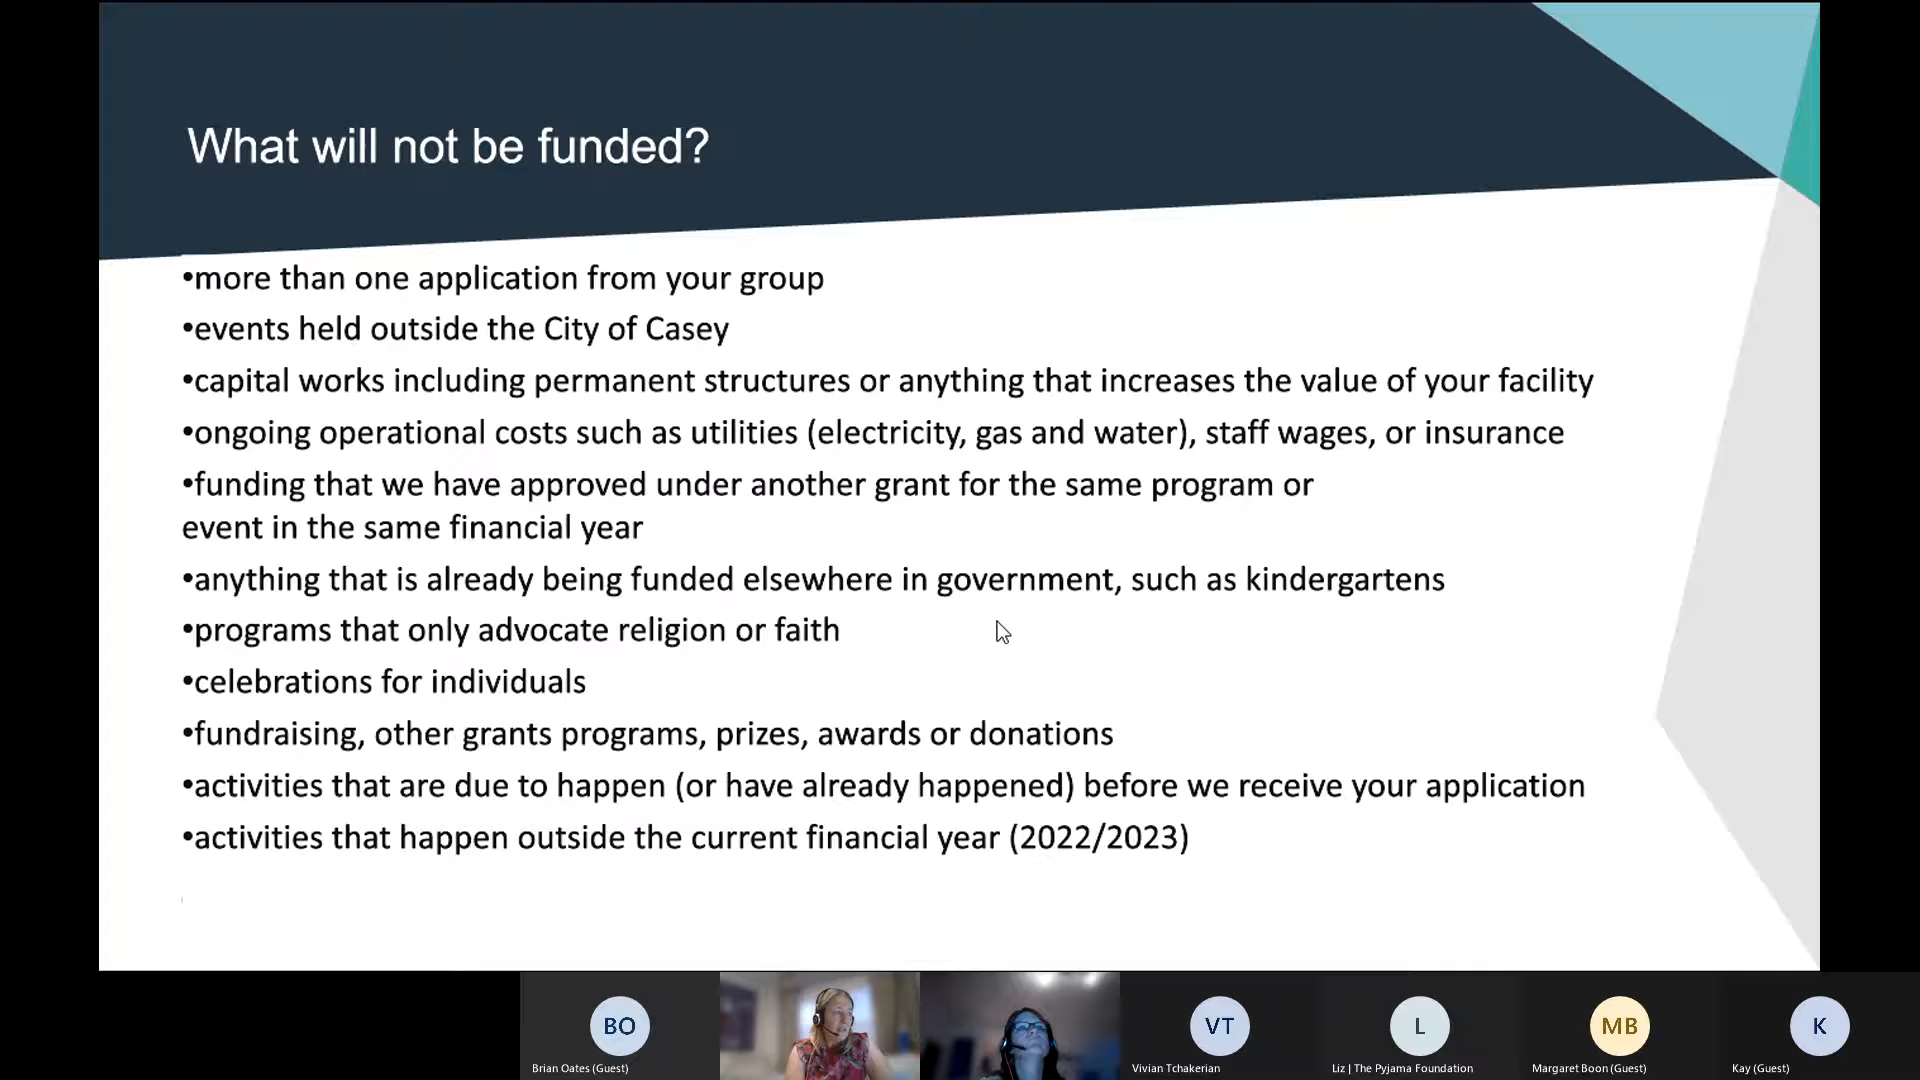 What will not be funded?
•more than one application from your group
•events held outside the City of Casey
•capital works including permanent structures or anything that increases the value of your facility
•ongoing operational costs such as utilities (electricity, gas and water), staff wages, or insurance
•funding that we have approved under another grant for the same program or
event in the same financial year
•anything that is already being funded elsewhere in government, such as kindergartens
•programs that only advocate religion or faith
•celebrations for individuals
•fundraising, other grants programs, prizes, awards or donations
•activities that are due to happen (or have already happened) before we receive your application
•activities that happen outside the current financial year (2022/2023)
BO
VT
L
MB
K
Brian Oates (Guest)
Vivian Tchakerian
Liz | The Pyjama Foundation
Margaret Boon (Guest)
Kay (Guest)